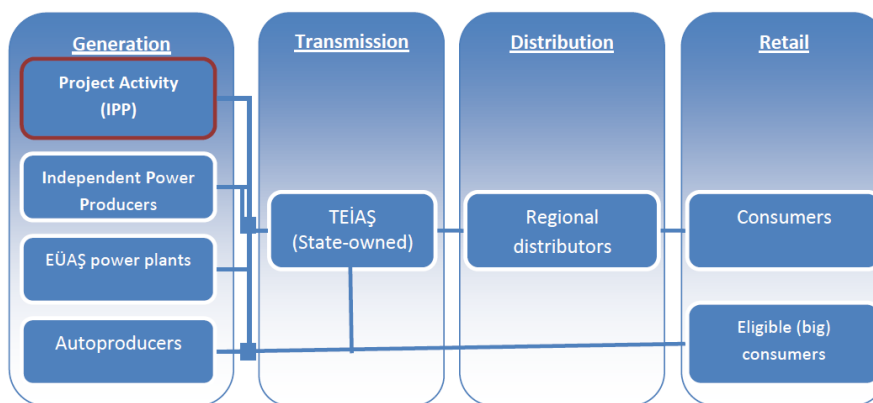 Generation
Project Activity
(IPP)
Independent Power
Producers
EÜAŞ power plants
Autoproducers
Transmission
TEİAŞ
(State-owned)
Distribution
Regional
distributors
Retail
Consumers
Eligible (big)
consumers